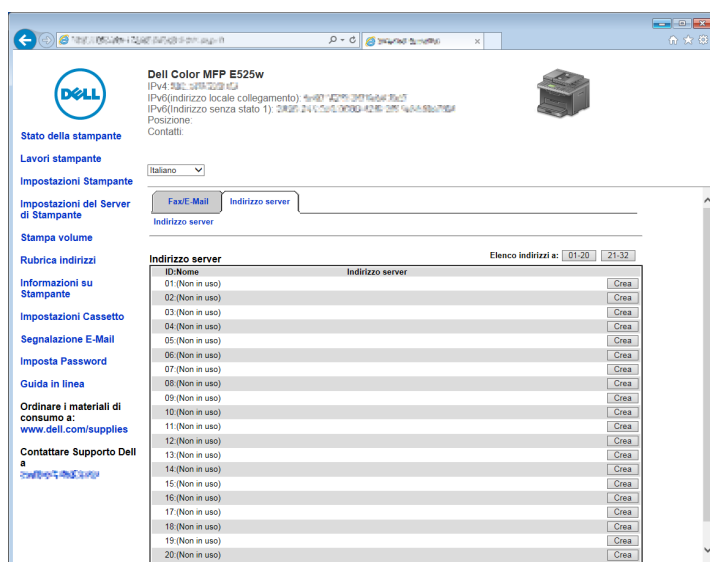 DELL
Dell Color MFP E525w
IPv4:
IPv6(indirizzo locale collegamento):
IPv6(Indirizzo senza stato 1):
Posizione:
Contatti:
Stato della stampante
Lavori stampante
Impostazioni Stampante
Impostazioni del Server
di Stampante
Stampa volume
Rubrica indirizzi
Informazioni su
Stampante
Impostazioni Cassetto
Segnalazione E-Mail
Imposta Password
Guida in linea
Ordinare i materiali di
consumo a:
www.dell.com/supplies
Contattare Supporto Dell
a
Italiano
Fax/E-Mail Indirizzo server
Indirizzo server
Indirizzo server Elenco indirizzi a: 01-20 21-32
ID:Nome Indirizzo server
01:(Non in uso) Crea
02:(Non in uso) Crea
03:(Non in uso) Crea
04:(Non in uso) Crea
05:(Non in uso) Crea
06:(Non in uso) Crea
07:(Non in uso) Crea
08:(Non in uso) Crea
09:(Non in uso) Crea
10:(Non in uso) Crea
11:(Non in uso) Crea
12:(Non in uso) Crea
13:(Non in uso) Crea
14:(Non in uso) Crea
15:(Non in uso) Crea
16:(Non in uso) Crea
17:(Non in uso) Crea
18:(Non in uso) Crea
19:(Non in uso) Crea
20:(Non in uso) Crea